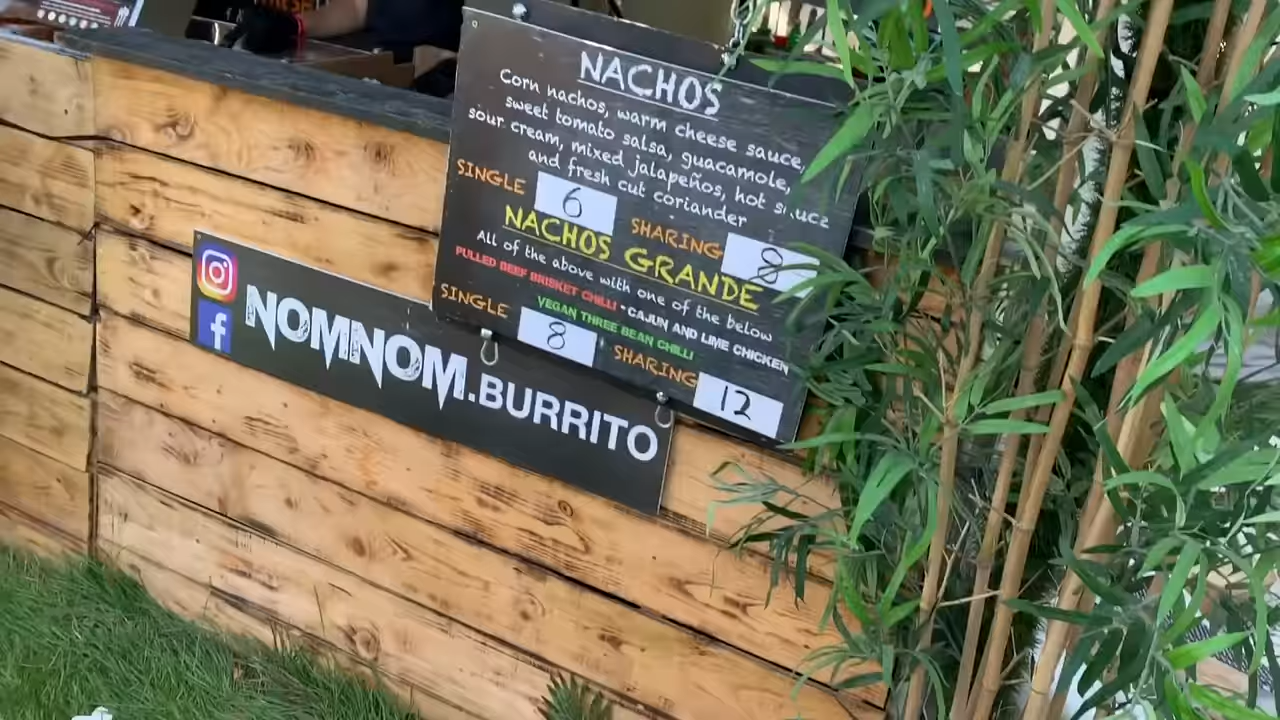 NACHOS
Corn nachos, warm cheese sauce,
sweet tomato salsa, guacamole,
sour cream, mixed jalapeños, hot sauce
and fresh cut coriander
SINGLE 6 SHARING 8
NACHOS GRANDE
All of the above with one of the below
PULLED BEEF BRISKET CHILLI • CAJUN AND LIME CHICKEN
VEGAN THREE BEAN CHILLI
SINGLE 8 SHARING 12
f NOMNOM.BURRITO